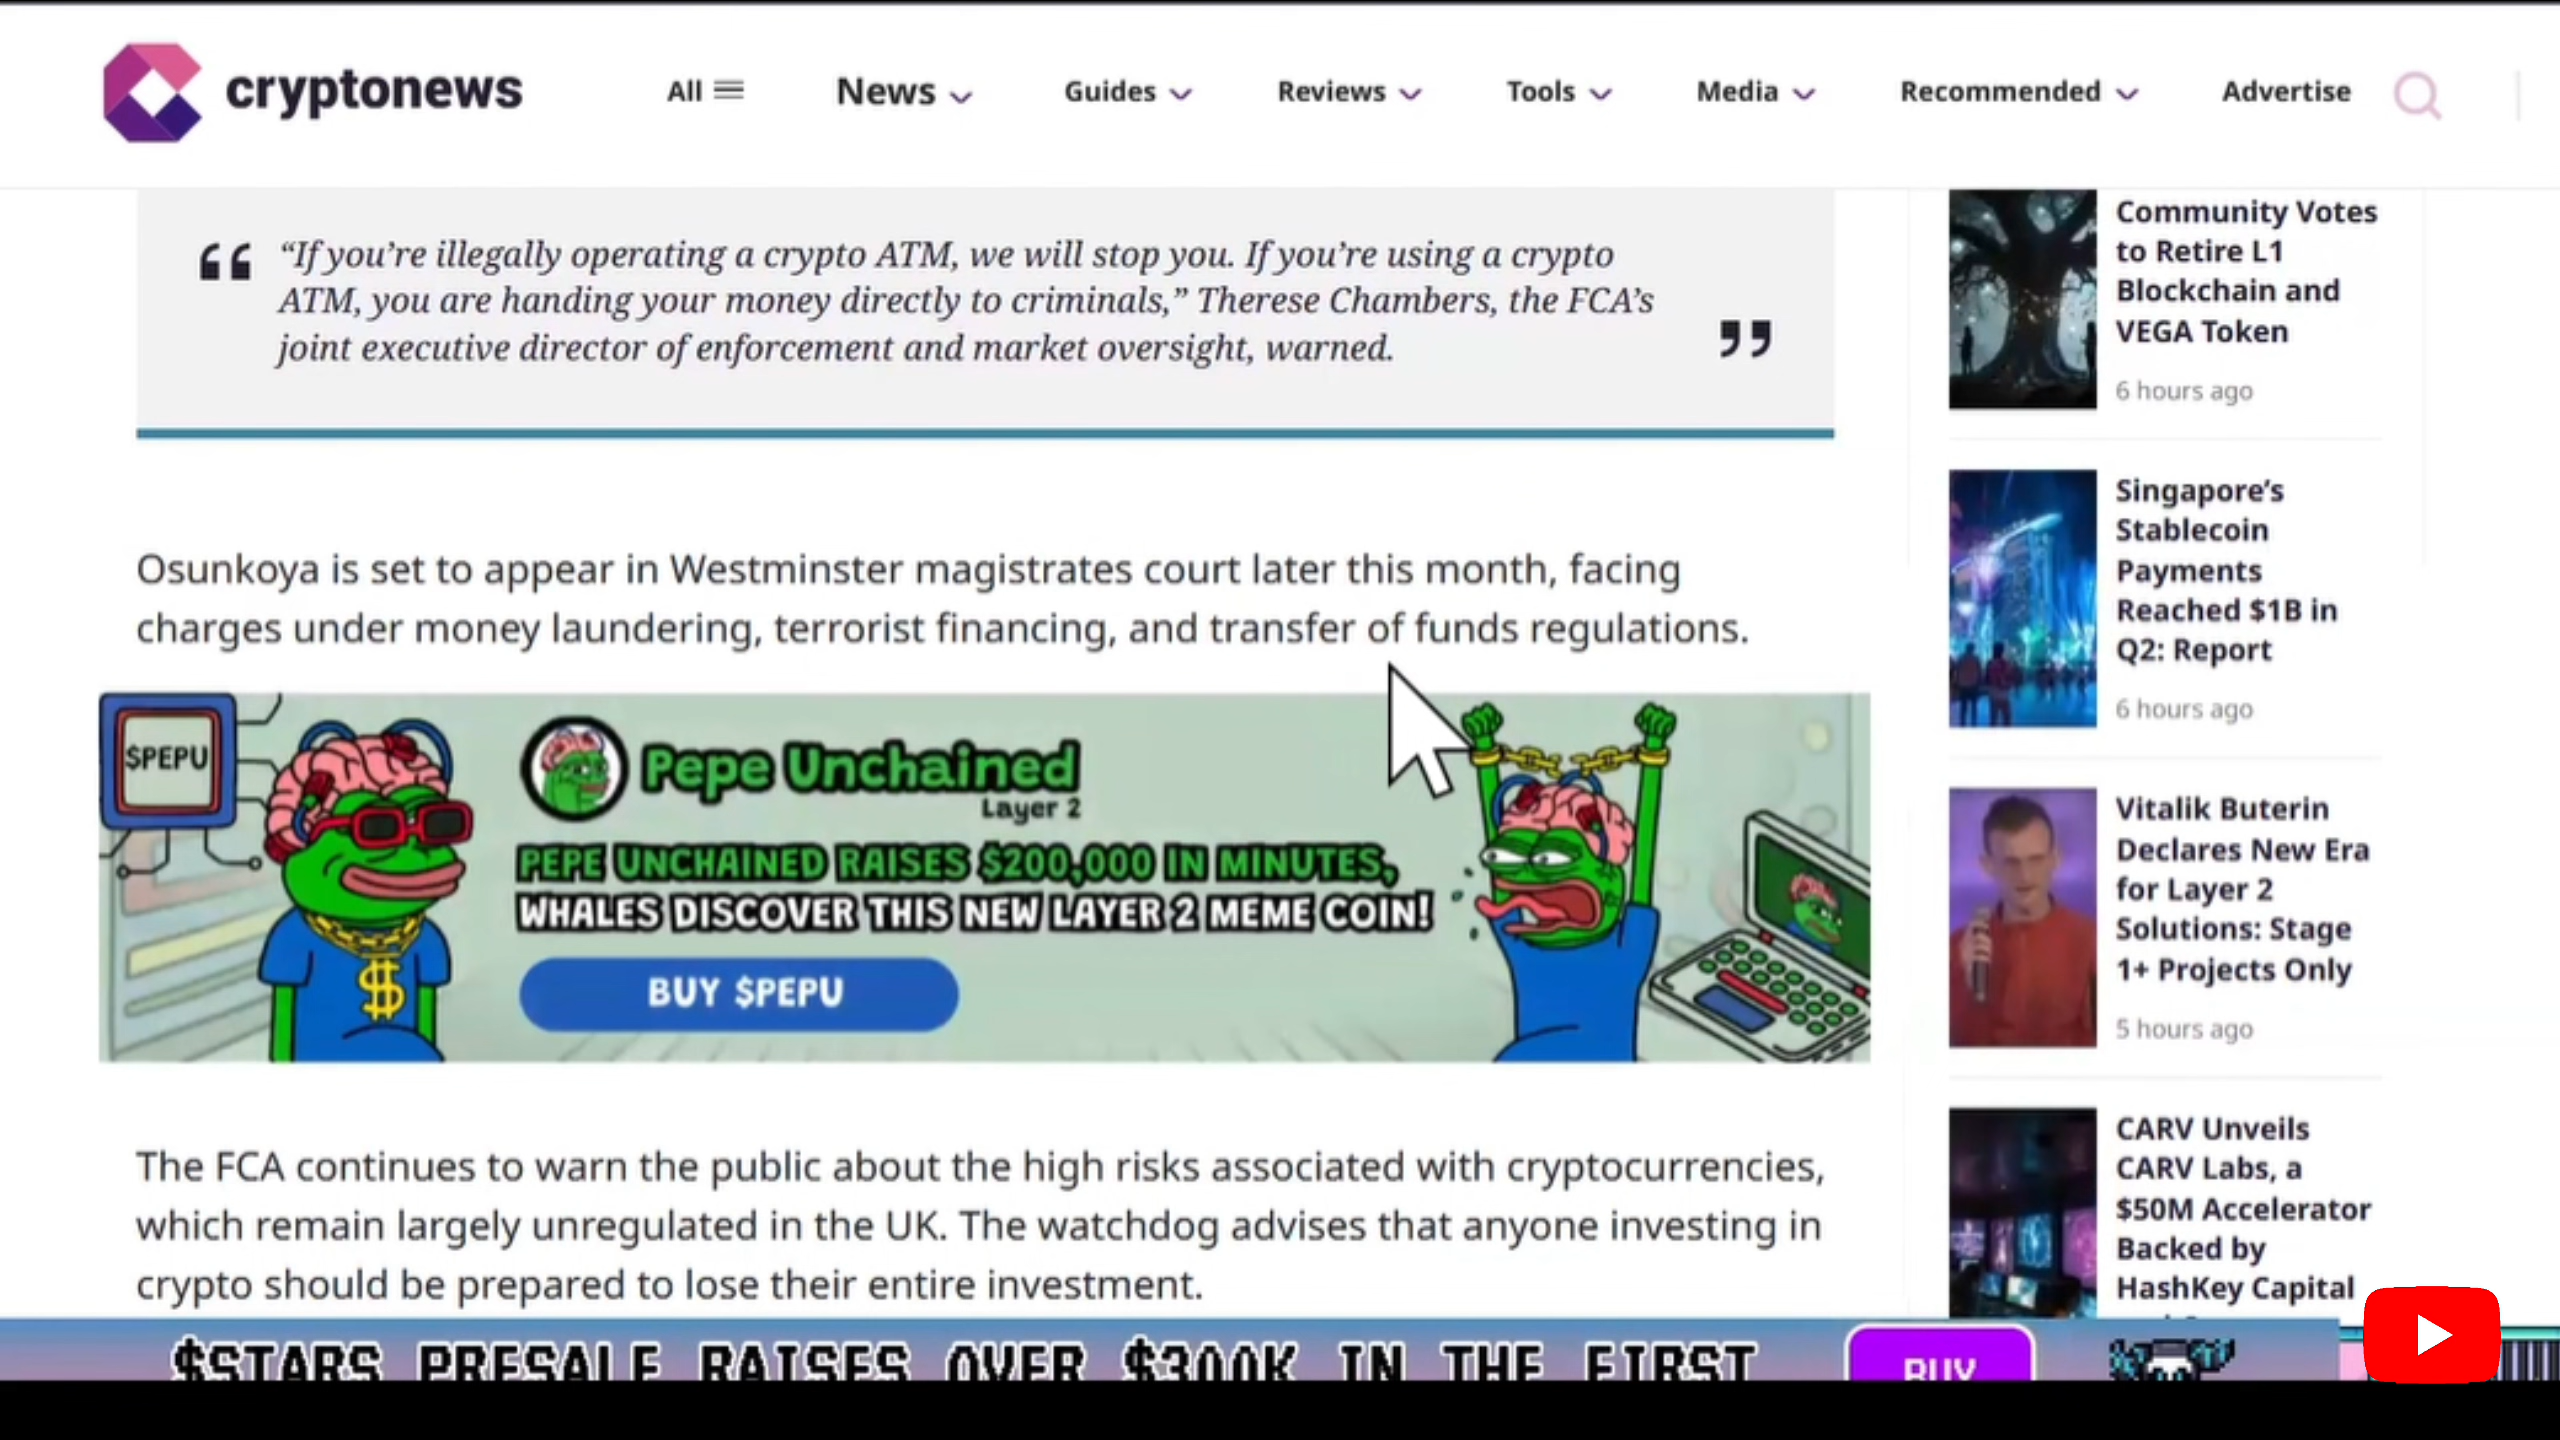 cryptonews
All
News
Guides
Reviews
Tools
Media
Recommended
Advertise
“If you’re illegally operating a crypto ATM, we will stop you. If you’re using a crypto
ATM, you are handing your money directly to criminals,” Therese Chambers, the FCA’s
joint executive director of enforcement and market oversight, warned.
Osunkoya is set to appear in Westminster magistrates court later this month, facing
charges under money laundering, terrorist financing, and transfer of funds regulations.
$PEPU
Pepe Unchained
Layer 2
PEPE UNCHAINED RAISES $200,000 IN MINUTES,
WHALES DISCOVER THIS NEW LAYER 2 MEME COIN!
BUY $PEPU
The FCA continues to warn the public about the high risks associated with cryptocurrencies,
which remain largely unregulated in the UK. The watchdog advises that anyone investing in
crypto should be prepared to lose their entire investment.
Community Votes
to Retire L1
Blockchain and
VEGA Token
6 hours ago
Singapore’s
Stablecoin
Payments
Reached $1B in
Q2: Report
6 hours ago
Vitalik Buterin
Declares New Era
for Layer 2
Solutions: Stage
1+ Projects Only
5 hours ago
CARV Unveils
CARV Labs, a
$50M Accelerator
Backed by
HashKey Capital
$STARS PRESALE RAISES OVER $300K IN THE FIRST
BUY